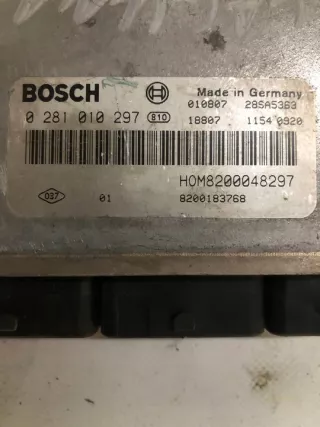 BOSCH Made in Germany
010807 28SA5363
0 281 010 297 810 18807 1154 0920
HOM8200048297
037 01 8200183768